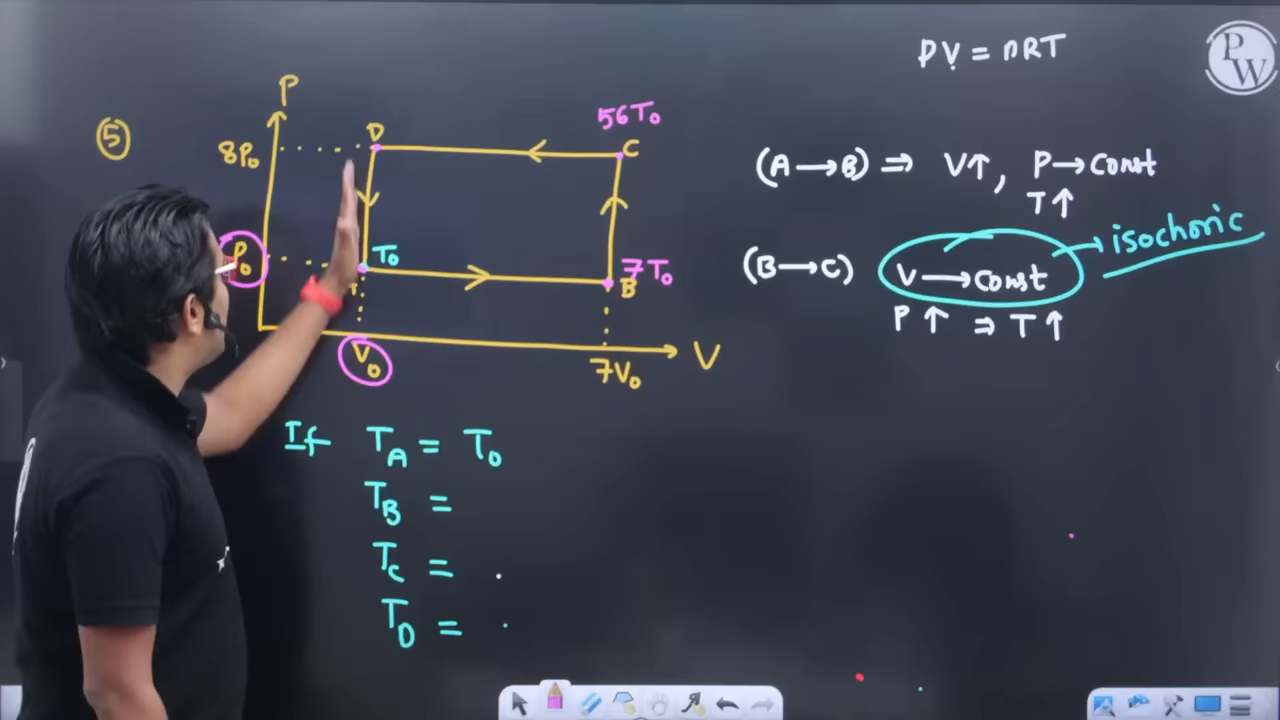 PV = nRT
PW
⑤
P
8P₀
D
56T₀
C
P₀
T₀
7T₀
B
V₀
7V₀
V
(A → B) ⇒ V↑, P → Const
T↑
(B → C) V → Const → isochoric
P↑ ⇒ T↑
If T_A = T₀
T_B =
T_C =
T_D =